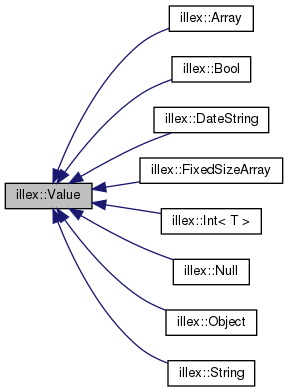 illex::Array
illex::Bool
illex::DateString
illex::FixedSizeArray
illex::Value
illex::Int< T >
illex::Null
illex::Object
illex::String